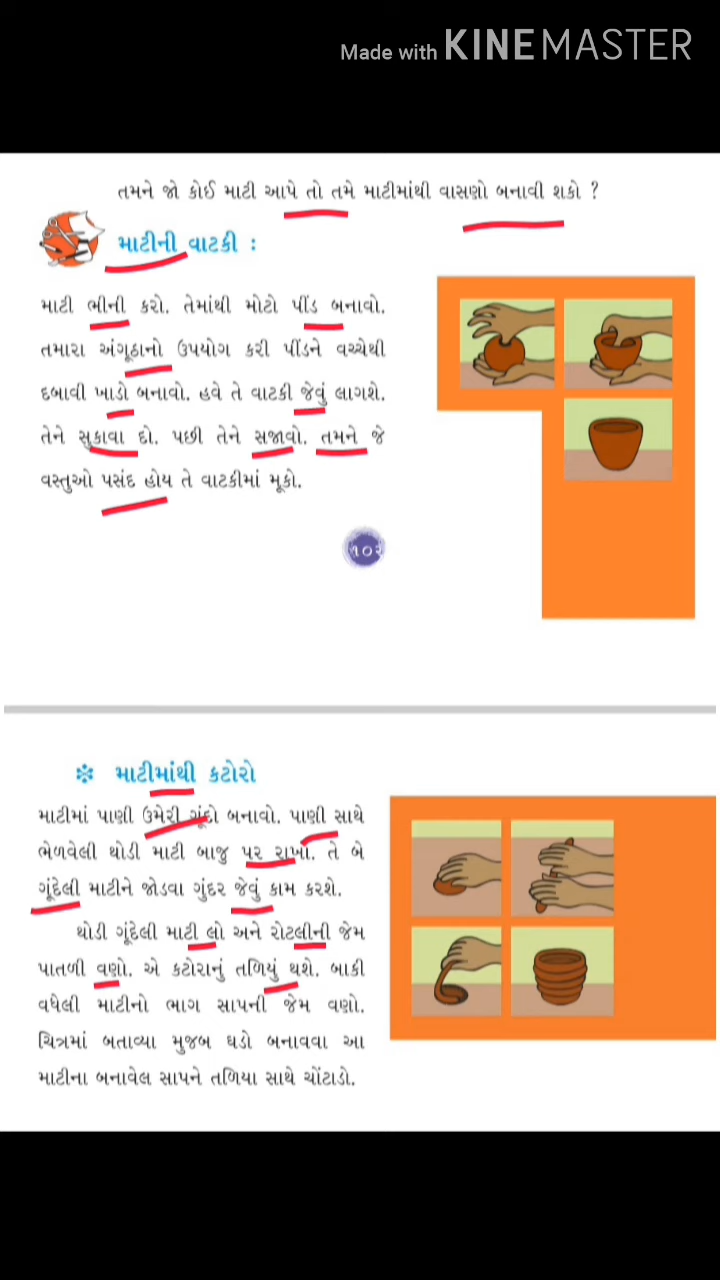 Made with KINEMASTER
તમને જો કોઈ માટી આપે તો તમે માટીમાંથી વાસણો બનાવી શકો ?
માટીની વાટકી :
માટી ભીની કરો. તેમાંથી મોટો પીંડ બનાવો.
તમારા અંગૂઠાનો ઉપયોગ કરી પીંડને વચ્ચેથી
દબાવી ખાડો બનાવો. હવે તે વાટકી જેવું લાગશે.
તેને સુકાવા દો. પછી તેને સજાવો. તમને જે
વસ્તુઓ પસંદ હોય તે વાટકીમાં મૂકો.
૧૦૨
❇ માટીમાંથી કટોરો
માટીમાં પાણી ઉમેરી ગૂંદો બનાવો. પાણી સાથે
ભેળવેલી થોડી માટી બાજુ પર રાખો. તે બે
ગૂંદેલી માટીને જોડવા ગુંદર જેવું કામ કરશે.
થોડી ગૂંદેલી માટી લો અને રોટલીની જેમ
પાતળી વણો. એ કટોરાનું તળિયું થશે. બાકી
વધેલી માટીનો ભાગ સાપની જેમ વણો.
ચિત્રમાં બતાવ્યા મુજબ ઘડો બનાવવા આ
માટીના બનાવેલ સાપને તળિયા સાથે ચોંટાડો.